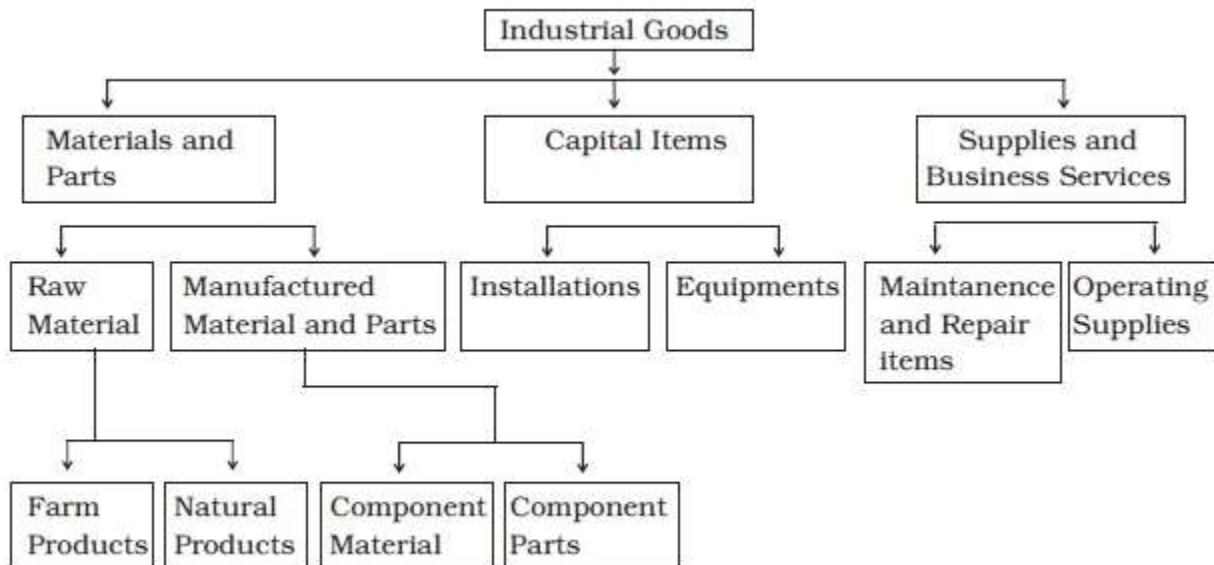 Industrial Goods
Materials and
Parts
Capital Items
Supplies and
Business Services
Raw
Material
Manufactured
Material and Parts
Installations
Equipments
Maintanence
and Repair
items
Operating
Supplies
Farm
Products
Natural
Products
Component
Material
Component
Parts